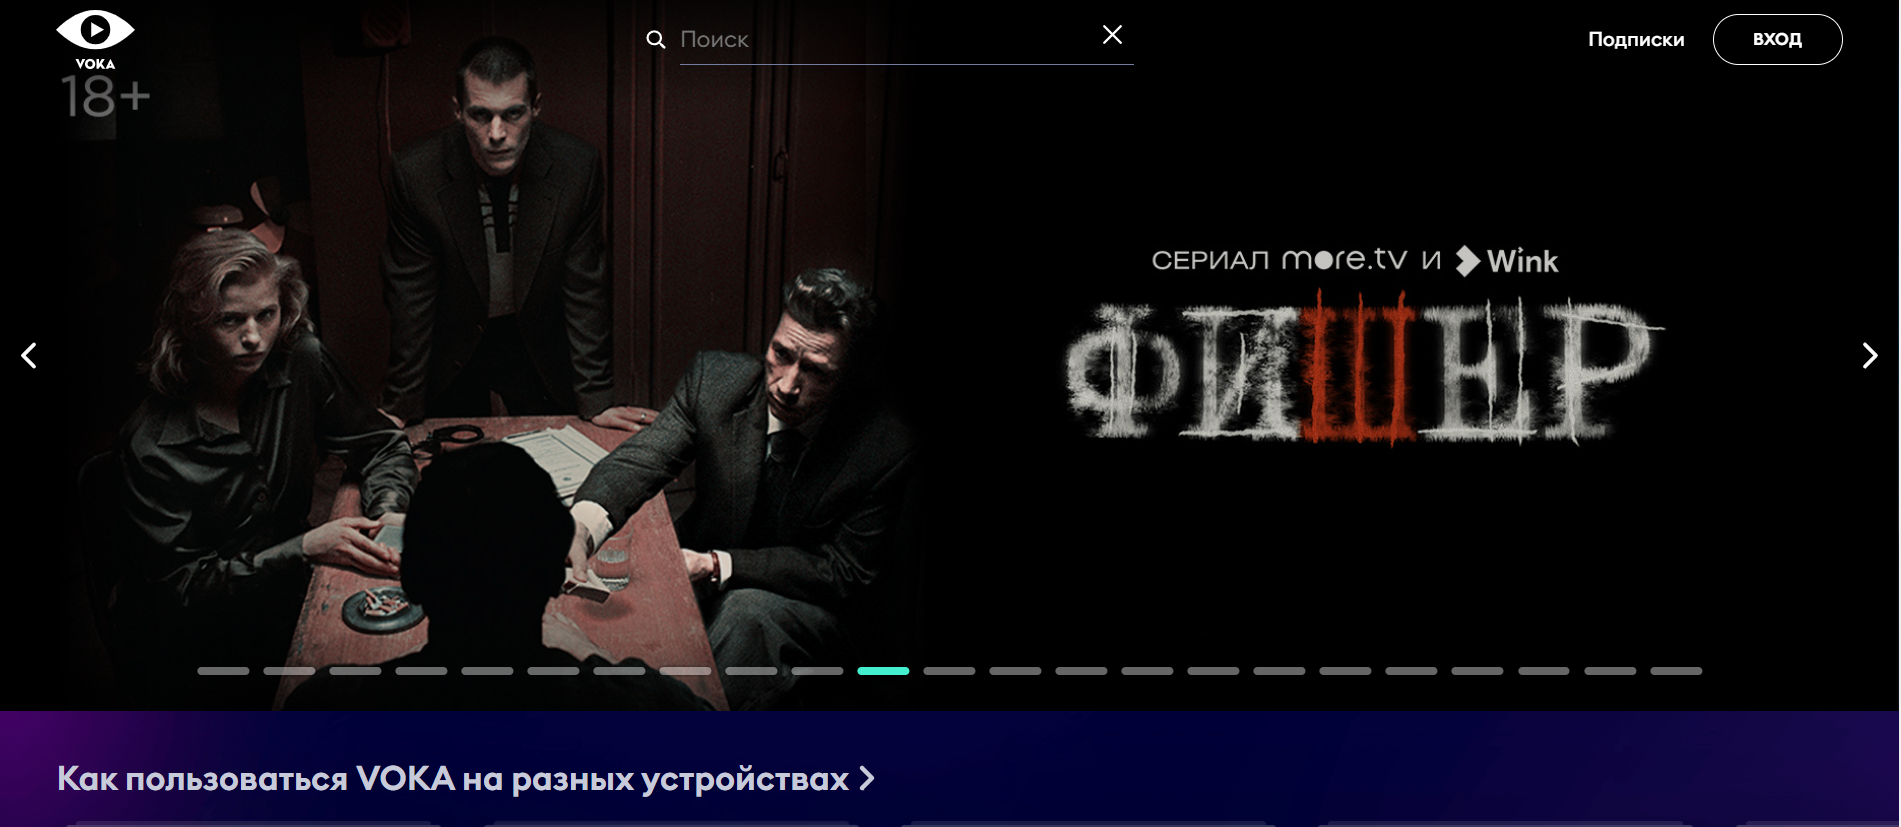 VOKA
Поиск
Подписки
ВХОД
18+
СЕРИАЛ more.tv И Wink
ФИШЕР
Как пользоваться VOKA на разных устройствах